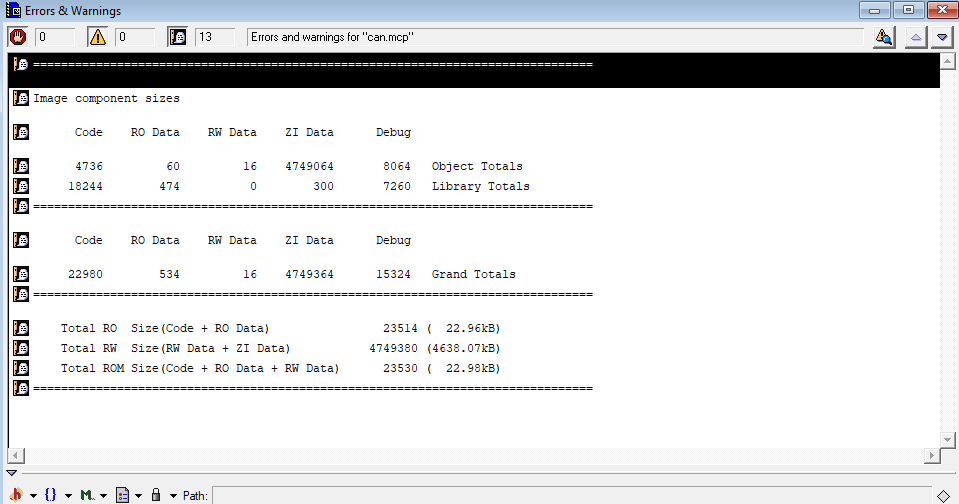 Errors & Warnings
0 0 13 Errors and warnings for "can.mcp"
================================================================================
Image component sizes
Code RO Data RW Data ZI Data Debug
4736 60 16 4749064 8064 Object Totals
18244 474 0 300 7260 Library Totals
================================================================================
Code RO Data RW Data ZI Data Debug
22980 534 16 4749364 15324 Grand Totals
================================================================================
Total RO Size(Code + RO Data) 23514 ( 22.96kB)
Total RW Size(RW Data + ZI Data) 4749380 (4638.07kB)
Total ROM Size(Code + RO Data + RW Data) 23530 ( 22.98kB)
================================================================================
h {} M. Path: